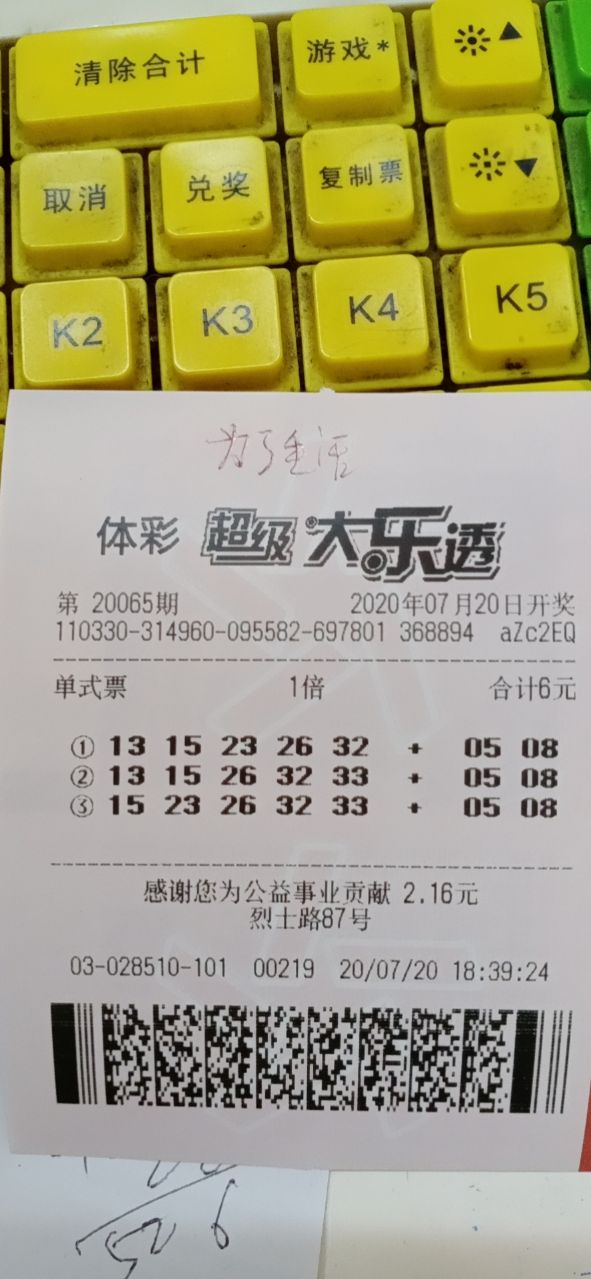 清除合计 游戏*
取消 兑奖 复制票
K2 K3 K4 K5
为了生活
体彩 超级大乐透
第 20065期 2020年07月20日开奖
110330-314960-095582-697801 368894 aZc2EQ
单式票 1倍 合计6元
① 13 15 23 26 32 + 05 08
② 13 15 26 32 33 + 05 08
③ 15 23 26 32 33 + 05 08
感谢您为公益事业贡献 2.16元
烈士路87号
03-028510-101 00219 20/07/20 18:39:24